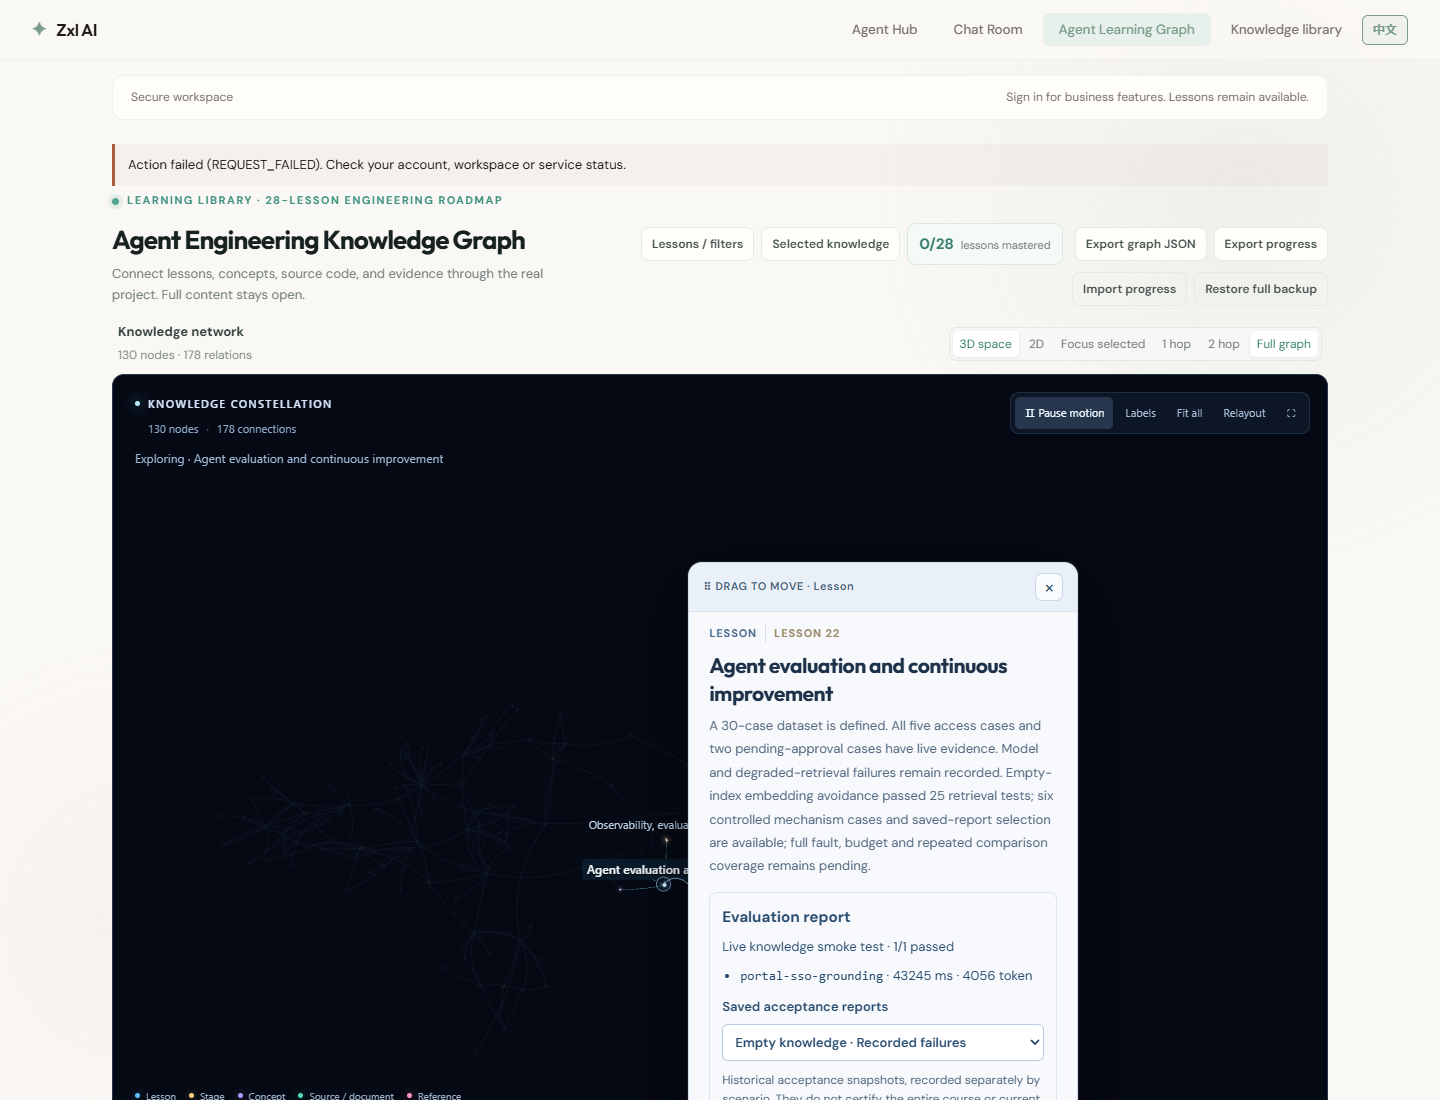 Zxl AI
Agent Hub
Chat Room
Agent Learning Graph
Knowledge library
中文
Secure workspace
Sign in for business features. Lessons remain available.
Action failed (REQUEST_FAILED). Check your account, workspace or service status.
LEARNING LIBRARY · 28-LESSON ENGINEERING ROADMAP
Agent Engineering Knowledge Graph
Connect lessons, concepts, source code, and evidence through the real
project. Full content stays open.
Lessons / filters
Selected knowledge
0/28 lessons mastered
Export graph JSON
Export progress
Import progress
Restore full backup
Knowledge network
130 nodes · 178 relations
3D space
2D
Focus selected
1 hop
2 hop
Full graph
KNOWLEDGE CONSTELLATION
130 nodes · 178 connections
Exploring · Agent evaluation and continuous improvement
Pause motion
Labels
Fit all
Relayout
Observability, evalua
Agent evaluation a
⠿ DRAG TO MOVE · Lesson
×
LESSON
LESSON 22
Agent evaluation and continuous
improvement
A 30-case dataset is defined. All five access cases and
two pending-approval cases have live evidence. Model
and degraded-retrieval failures remain recorded. Empty-
index embedding avoidance passed 25 retrieval tests; six
controlled mechanism cases and saved-report selection
are available; full fault, budget and repeated comparison
coverage remains pending.
Evaluation report
Live knowledge smoke test · 1/1 passed
• portal-sso-grounding · 43245 ms · 4056 token
Saved acceptance reports
Empty knowledge · Recorded failures
Historical acceptance snapshots, recorded separately by
scenario. They do not certify the entire course or current
Lesson
Stage
Concept
Source / document
Reference